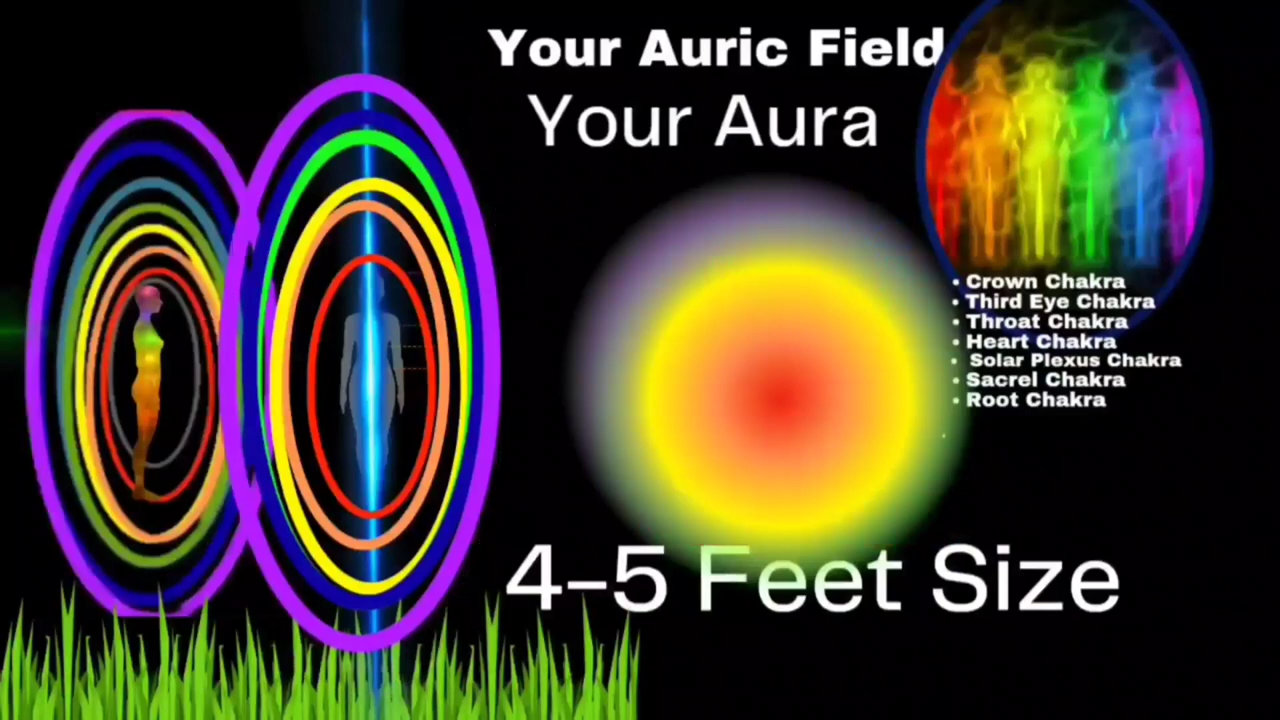 Your Auric Field
Your Aura
• Crown Chakra
• Third Eye Chakra
• Throat Chakra
• Heart Chakra
• Solar Plexus Chakra
• Sacrel Chakra
• Root Chakra
4-5 Feet Size